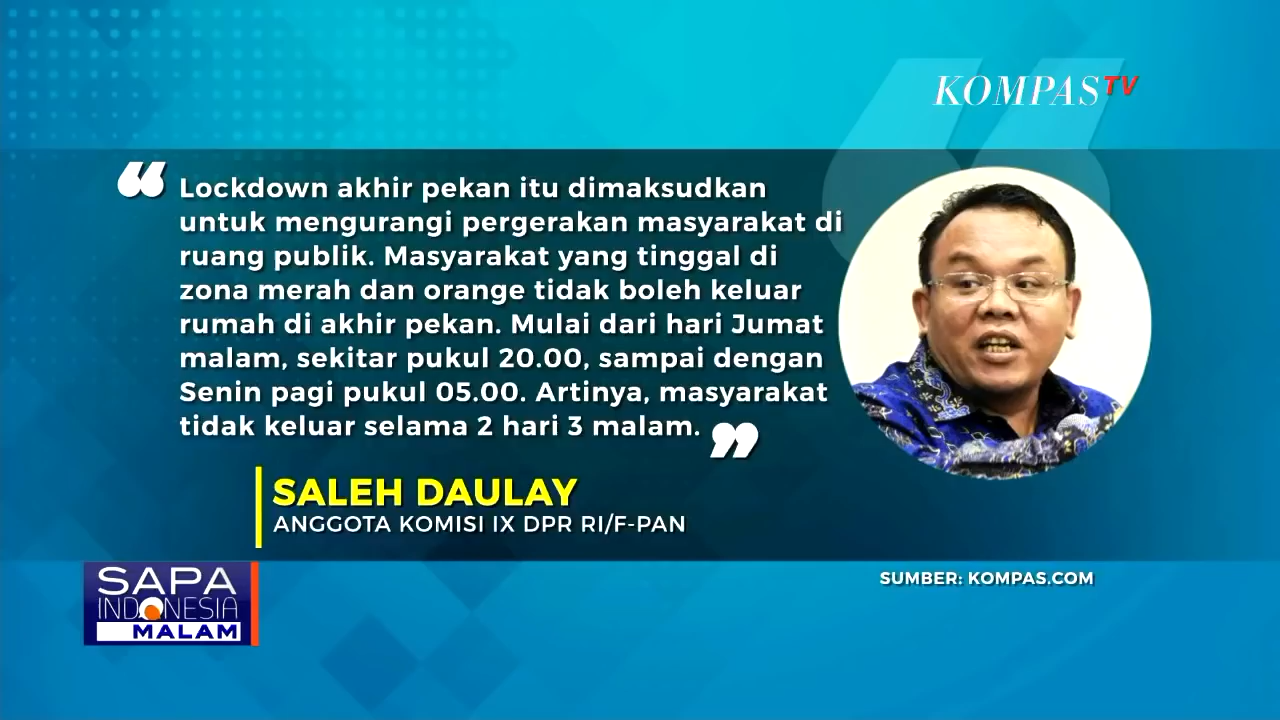 KOMPASTV
Lockdown akhir pekan itu dimaksudkan
untuk mengurangi pergerakan masyarakat di
ruang publik. Masyarakat yang tinggal di
zona merah dan orange tidak boleh keluar
rumah di akhir pekan. Mulai dari hari Jumat
malam, sekitar pukul 20.00, sampai dengan
Senin pagi pukul 05.00. Artinya, masyarakat
tidak keluar selama 2 hari 3 malam.
SALEH DAULAY
ANGGOTA KOMISI IX DPR RI/F-PAN
SUMBER: KOMPAS.COM
SAPA
INDONESIA
MALAM